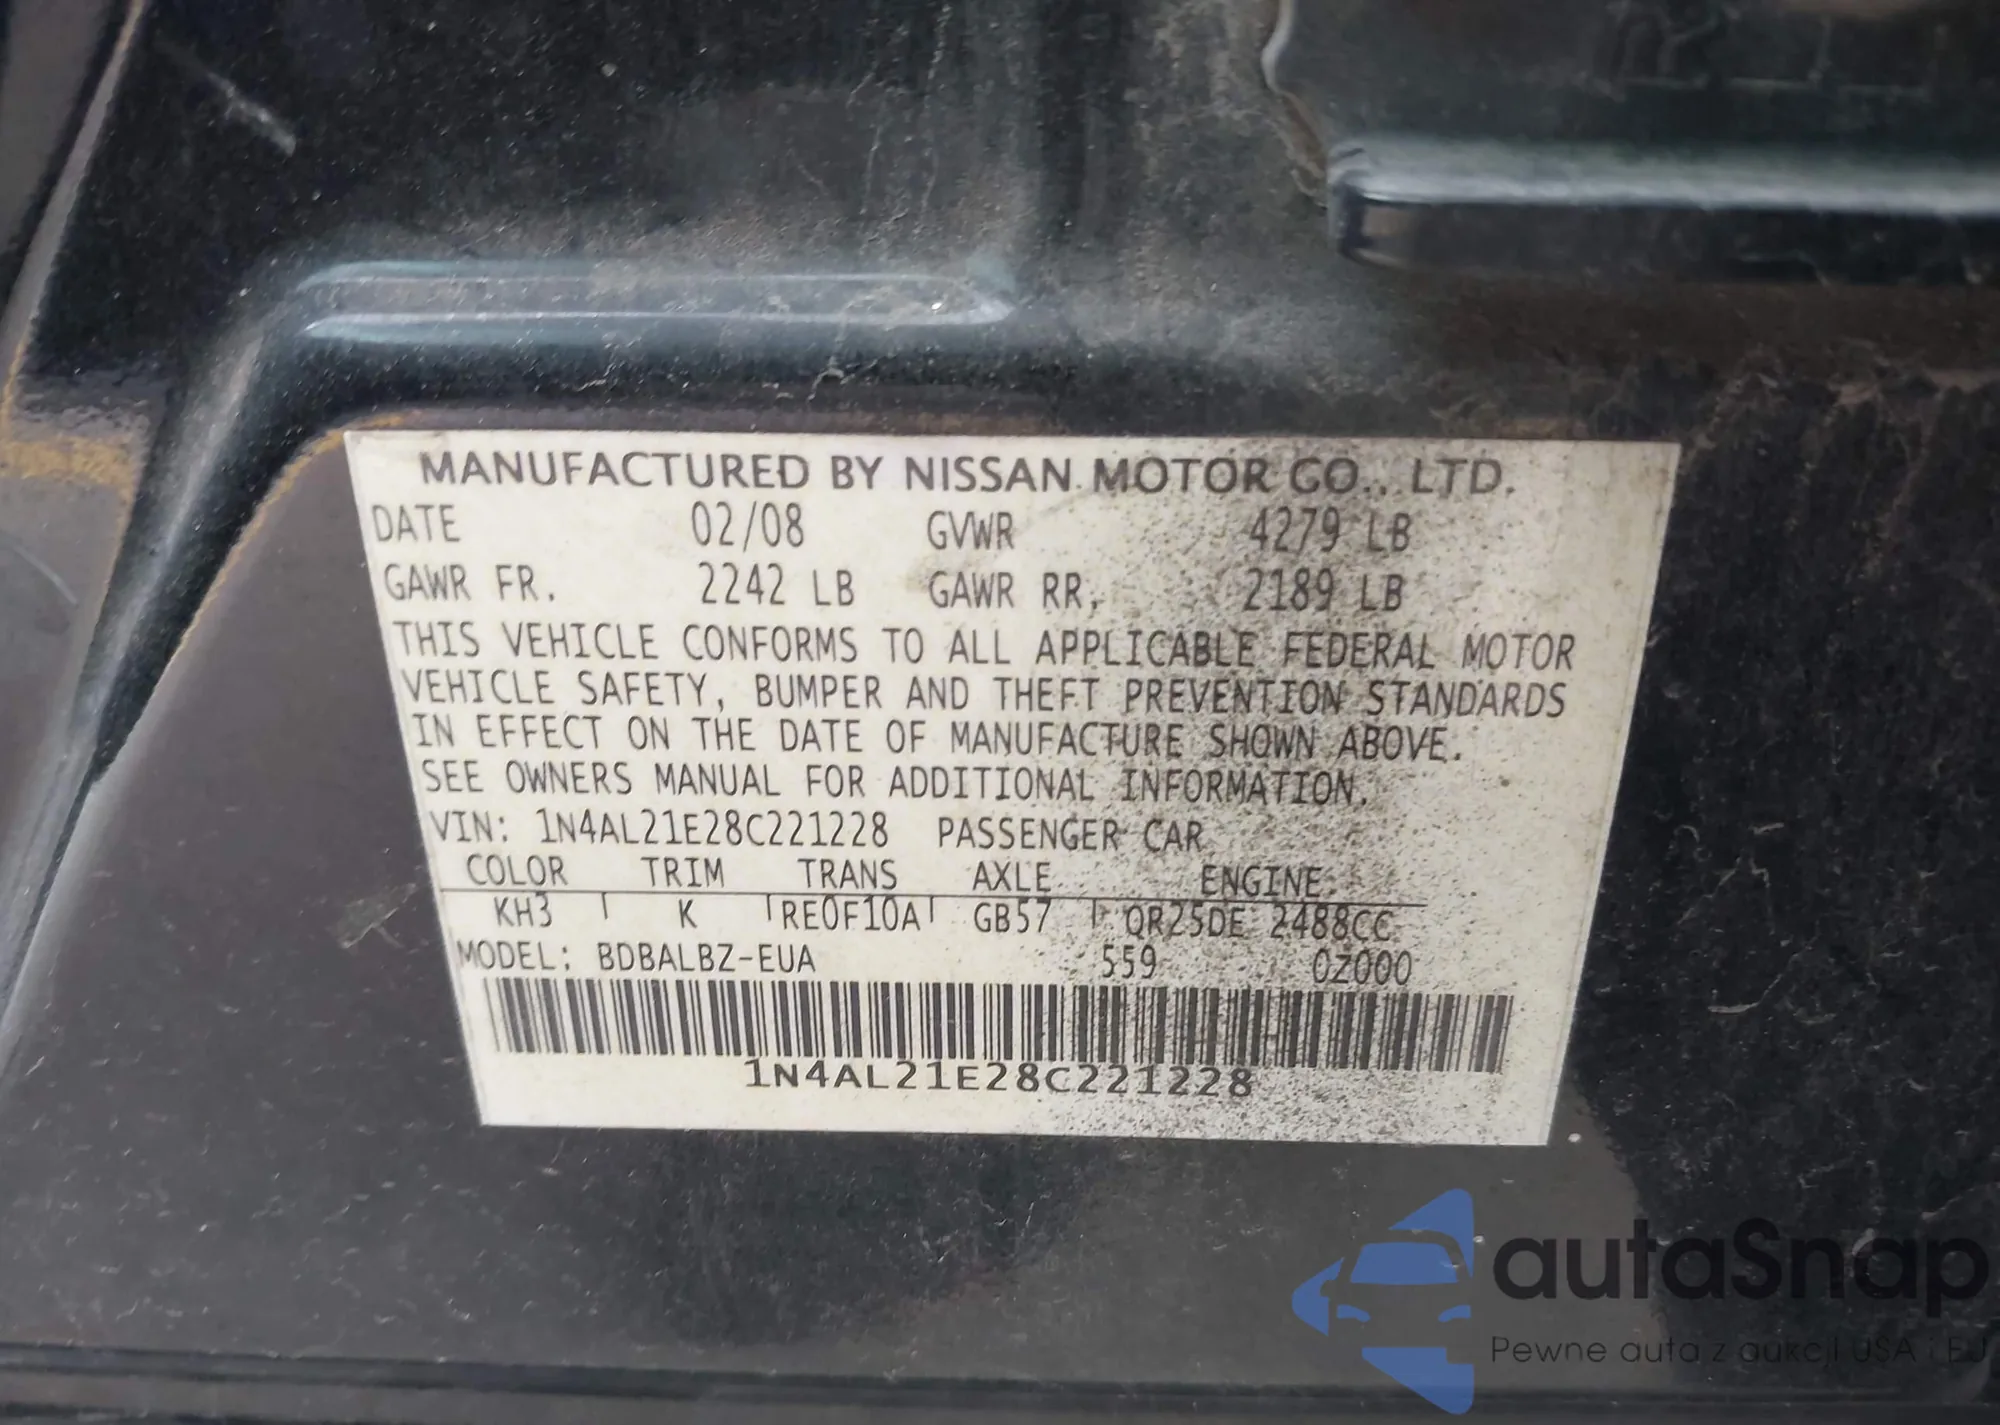 MANUFACTURED BY NISSAN MOTOR CO., LTD.
DATE 02/08 GVWR 4279 LB
GAWR FR. 2242 LB GAWR RR. 2189 LB
THIS VEHICLE CONFORMS TO ALL APPLICABLE FEDERAL MOTOR
VEHICLE SAFETY, BUMPER AND THEFT PREVENTION STANDARDS
IN EFFECT ON THE DATE OF MANUFACTURE SHOWN ABOVE.
SEE OWNERS MANUAL FOR ADDITIONAL INFORMATION.
VIN: 1N4AL21E28C221228 PASSENGER CAR
COLOR TRIM TRANS AXLE ENGINE
KH3 K RE0F10A GB57 QR25DE 2488CC
MODEL: BDBALBZ-EUA 559 0Z000
1N4AL21E28C221228
autaSnap
Pewne auta z aukcji USA i EU